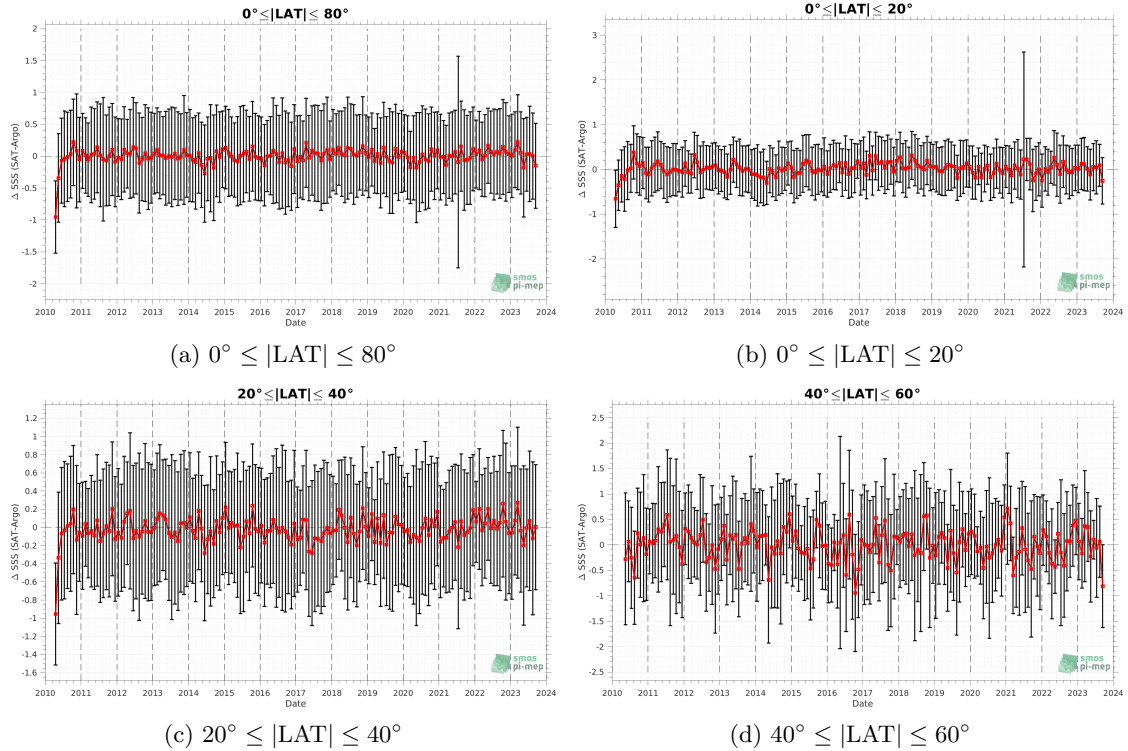 0°≤|LAT|≤ 80°
2
1.5
1
0.5
0
-0.5
-1
-1.5
-2
Δ SSS (SAT-Argo)
2010 2011 2012 2013 2014 2015 2016 2017 2018 2019 2020 2021 2022 2023 2024
Date
smos
pi-mep
(a) 0° ≤ |LAT| ≤ 80°
0°≤|LAT|≤ 20°
3
2
1
0
-1
-2
Δ SSS (SAT-Argo)
2010 2011 2012 2013 2014 2015 2016 2017 2018 2019 2020 2021 2022 2023 2024
Date
smos
pi-mep
(b) 0° ≤ |LAT| ≤ 20°
20°≤|LAT|≤ 40°
1.2
1
0.8
0.6
0.4
0.2
0
-0.2
-0.4
-0.6
-0.8
-1
-1.2
-1.4
-1.6
Δ SSS (SAT-Argo)
2010 2011 2012 2013 2014 2015 2016 2017 2018 2019 2020 2021 2022 2023 2024
Date
smos
pi-mep
(c) 20° ≤ |LAT| ≤ 40°
40°≤|LAT|≤ 60°
2.5
2
1.5
1
0.5
0
-0.5
-1
-1.5
-2
-2.5
Δ SSS (SAT-Argo)
2010 2011 2012 2013 2014 2015 2016 2017 2018 2019 2020 2021 2022 2023 2024
Date
smos
pi-mep
(d) 40° ≤ |LAT| ≤ 60°